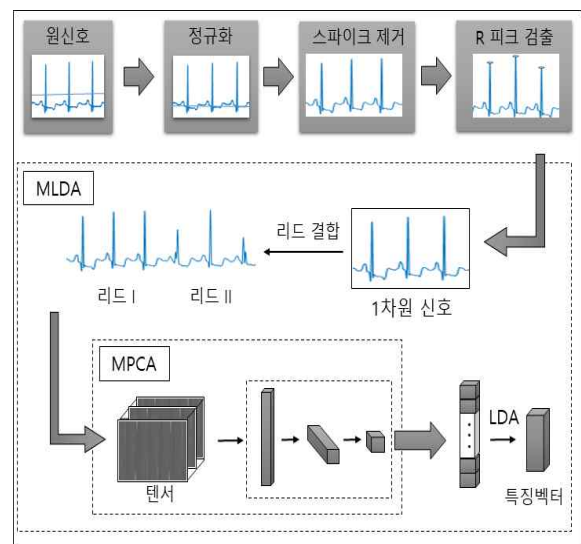 원신호
정규화
스파이크 제거
R 피크 검출
MLDA
리드 결합
리드 I
리드 II
1차원 신호
MPCA
텐서
LDA
특징벡터